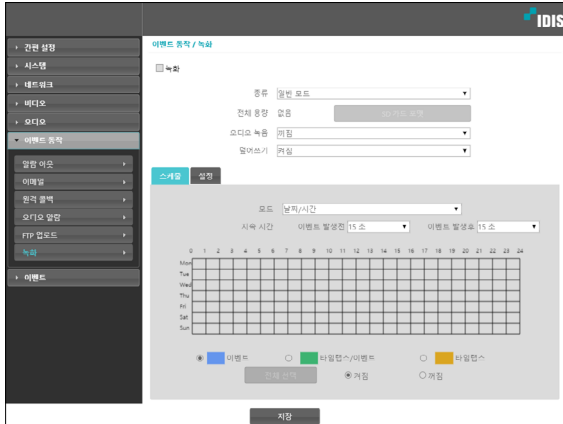 IDIS
이벤트 동작 / 녹화
간편 설정
시스템
네트워크
비디오
오디오
이벤트 동작
알람 아웃
이메일
원격 콜백
오디오 알람
FTP 업로드
녹화
이벤트
녹화
종류 일반 모드
전체 용량 없음 SD 카드 포맷
오디오 녹음 꺼짐
덮어쓰기 켜짐
스케쥴 설정
모드 날짜/시간
지속 시간 이벤트 발생전 15 초 이벤트 발생후 15 초
0 1 2 3 4 5 6 7 8 9 10 11 12 13 14 15 16 17 18 19 20 21 22 23 24
Mon
Tue
Wed
Thu
Fri
Sat
Sun
이벤트 타임랩스/이벤트 타임랩스
전체 선택 켜짐 꺼짐
저장